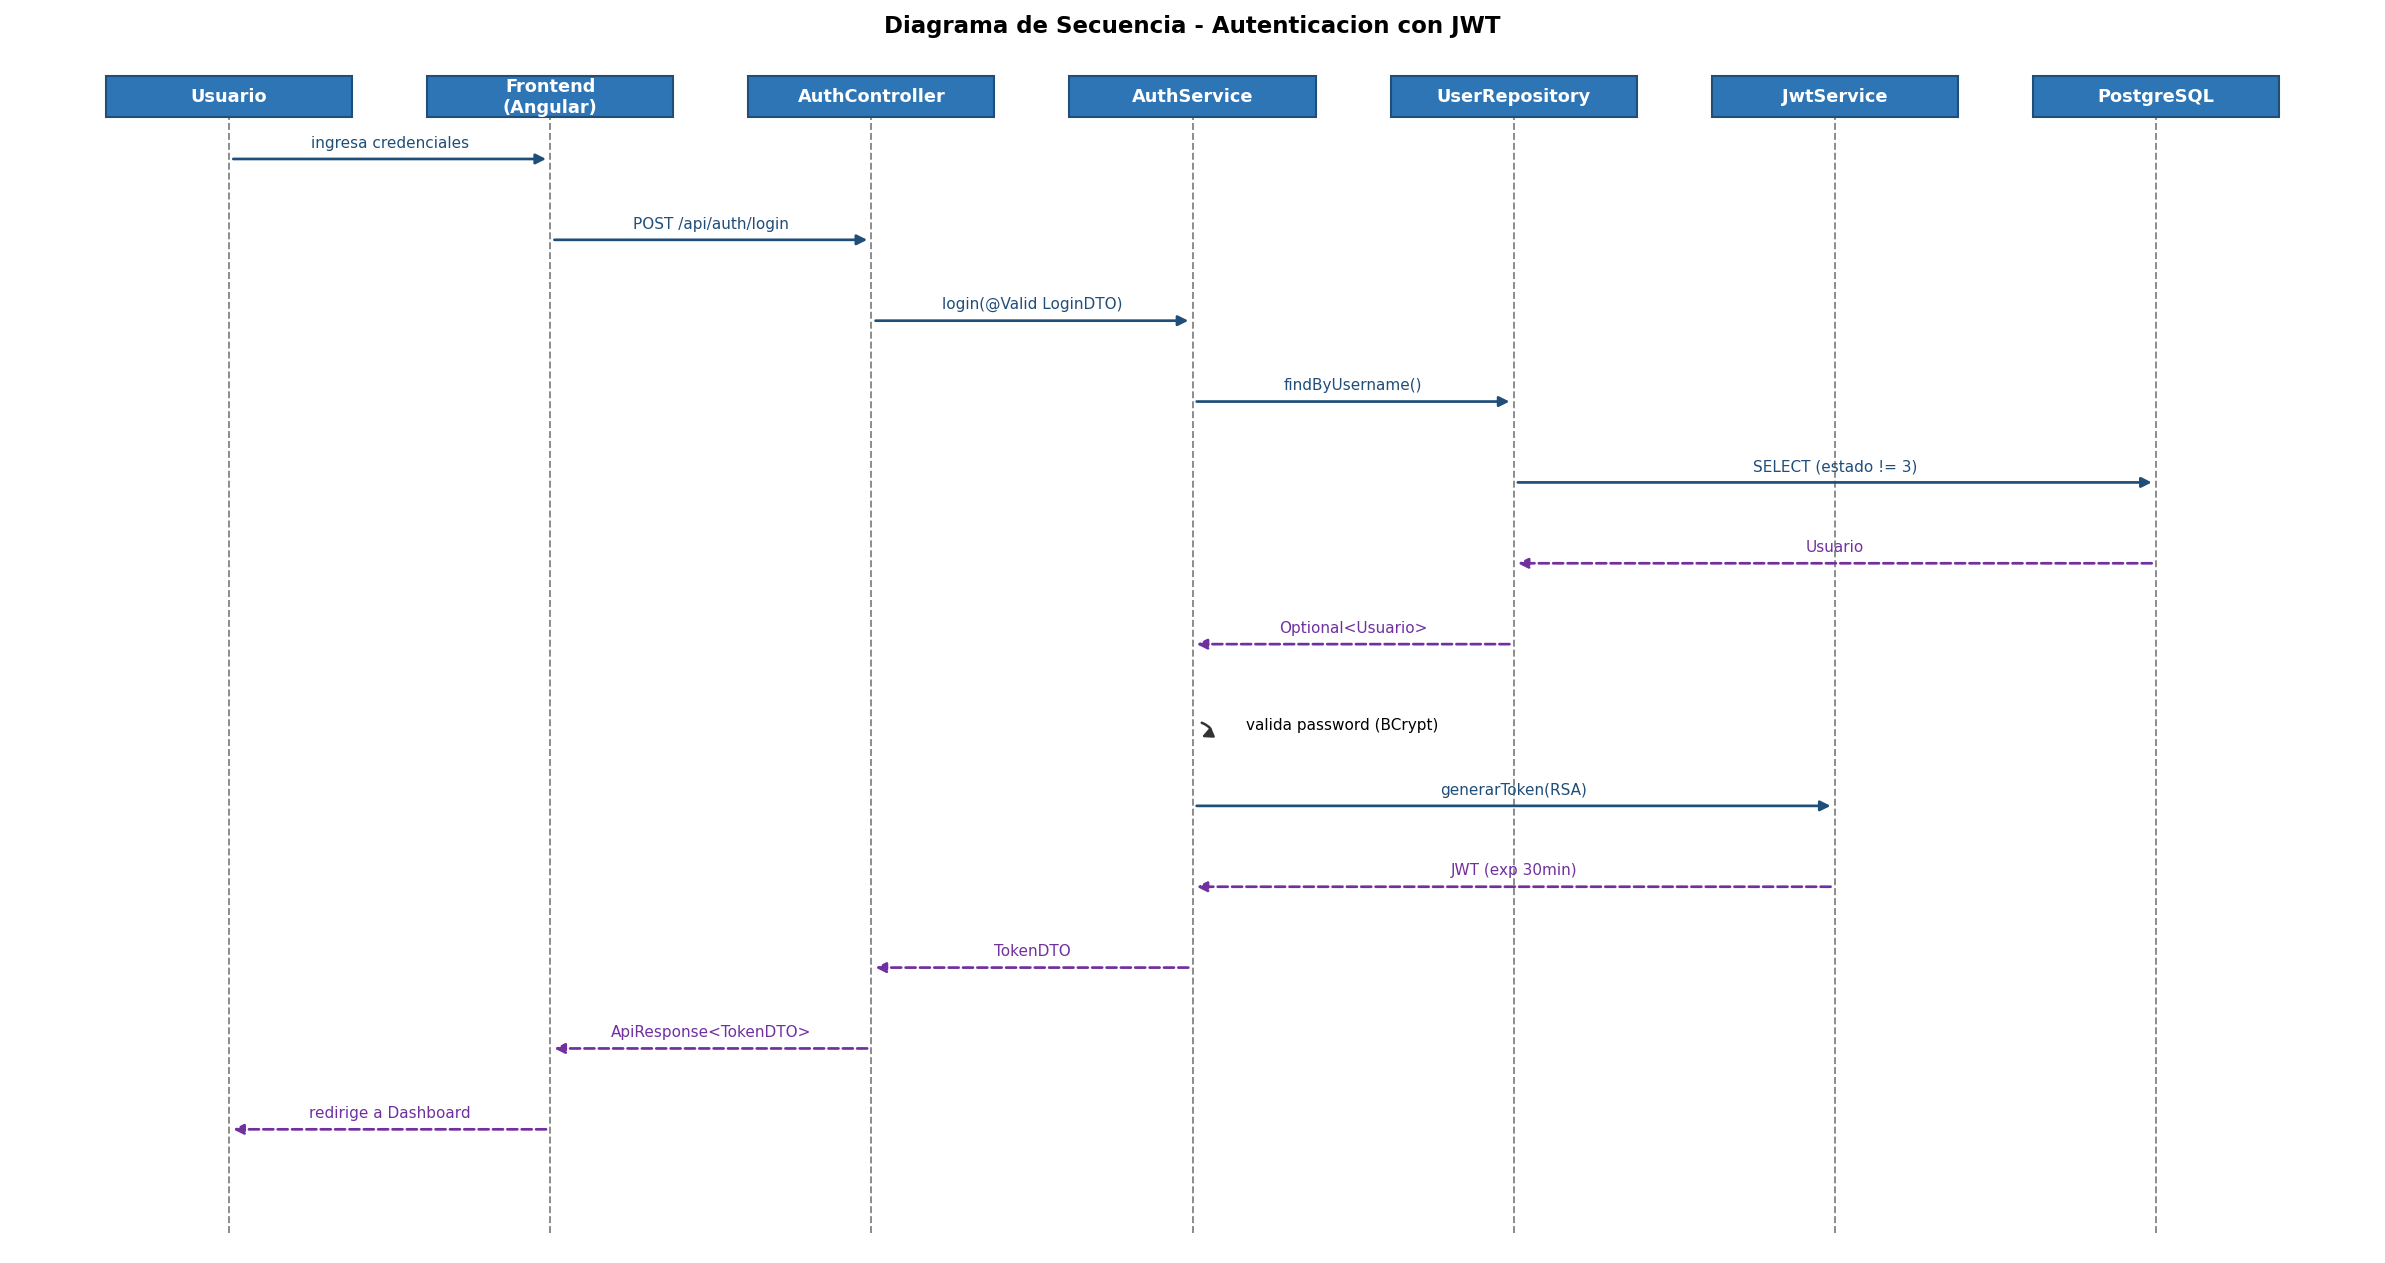 Diagrama de Secuencia - Autenticacion con JWT
Usuario
Frontend
(Angular)
AuthController
AuthService
UserRepository
JwtService
PostgreSQL
ingresa credenciales
POST /api/auth/login
login(@Valid LoginDTO)
findByUsername()
SELECT (estado != 3)
Usuario
Optional<Usuario>
valida password (BCrypt)
generarToken(RSA)
JWT (exp 30min)
TokenDTO
ApiResponse<TokenDTO>
redirige a Dashboard